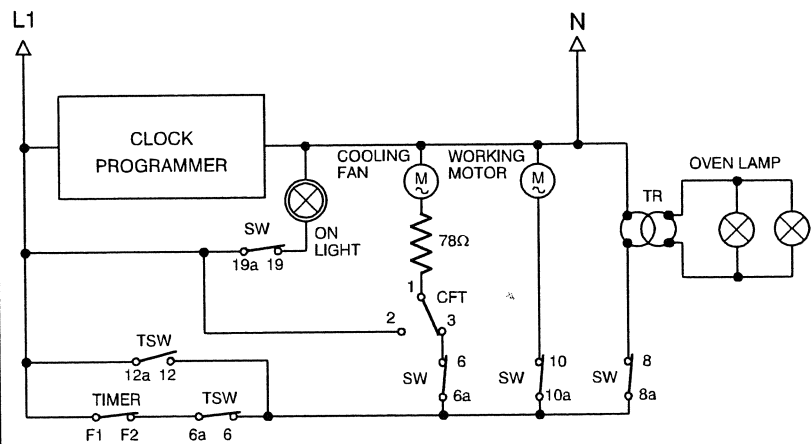 L1
N
CLOCK
PROGRAMMER
COOLING
FAN
WORKING
MOTOR
OVEN LAMP
M
~
M
~
TR
SW
ON
LIGHT
78Ω
19a 19
1
CFT
2
3
TSW
12a 12
6
10
8
SW
SW
SW
6a
10a
8a
TIMER
TSW
F1 F2
6a 6